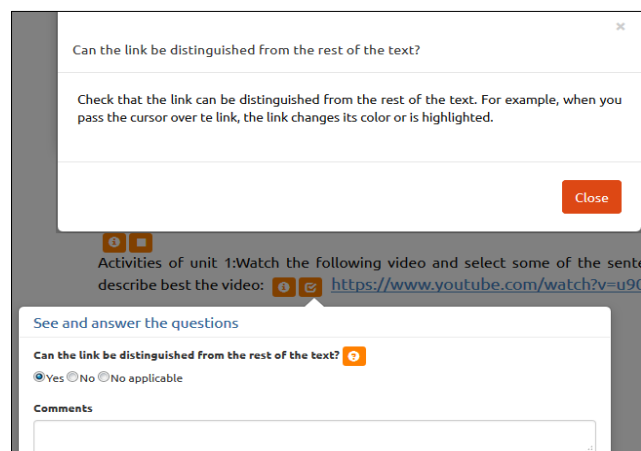 ×
Can the link be distinguished from the rest of the text?
Check that the link can be distinguished from the rest of the text. For example, when you
pass the cursor over te link, the link changes its color or is highlighted.
Close
Activities of unit 1:Watch the following video and select some of the sent
describe best the video: https://www.youtube.com/watch?v=u9
See and answer the questions
Can the link be distinguished from the rest of the text? ?
Yes No No applicable
Comments